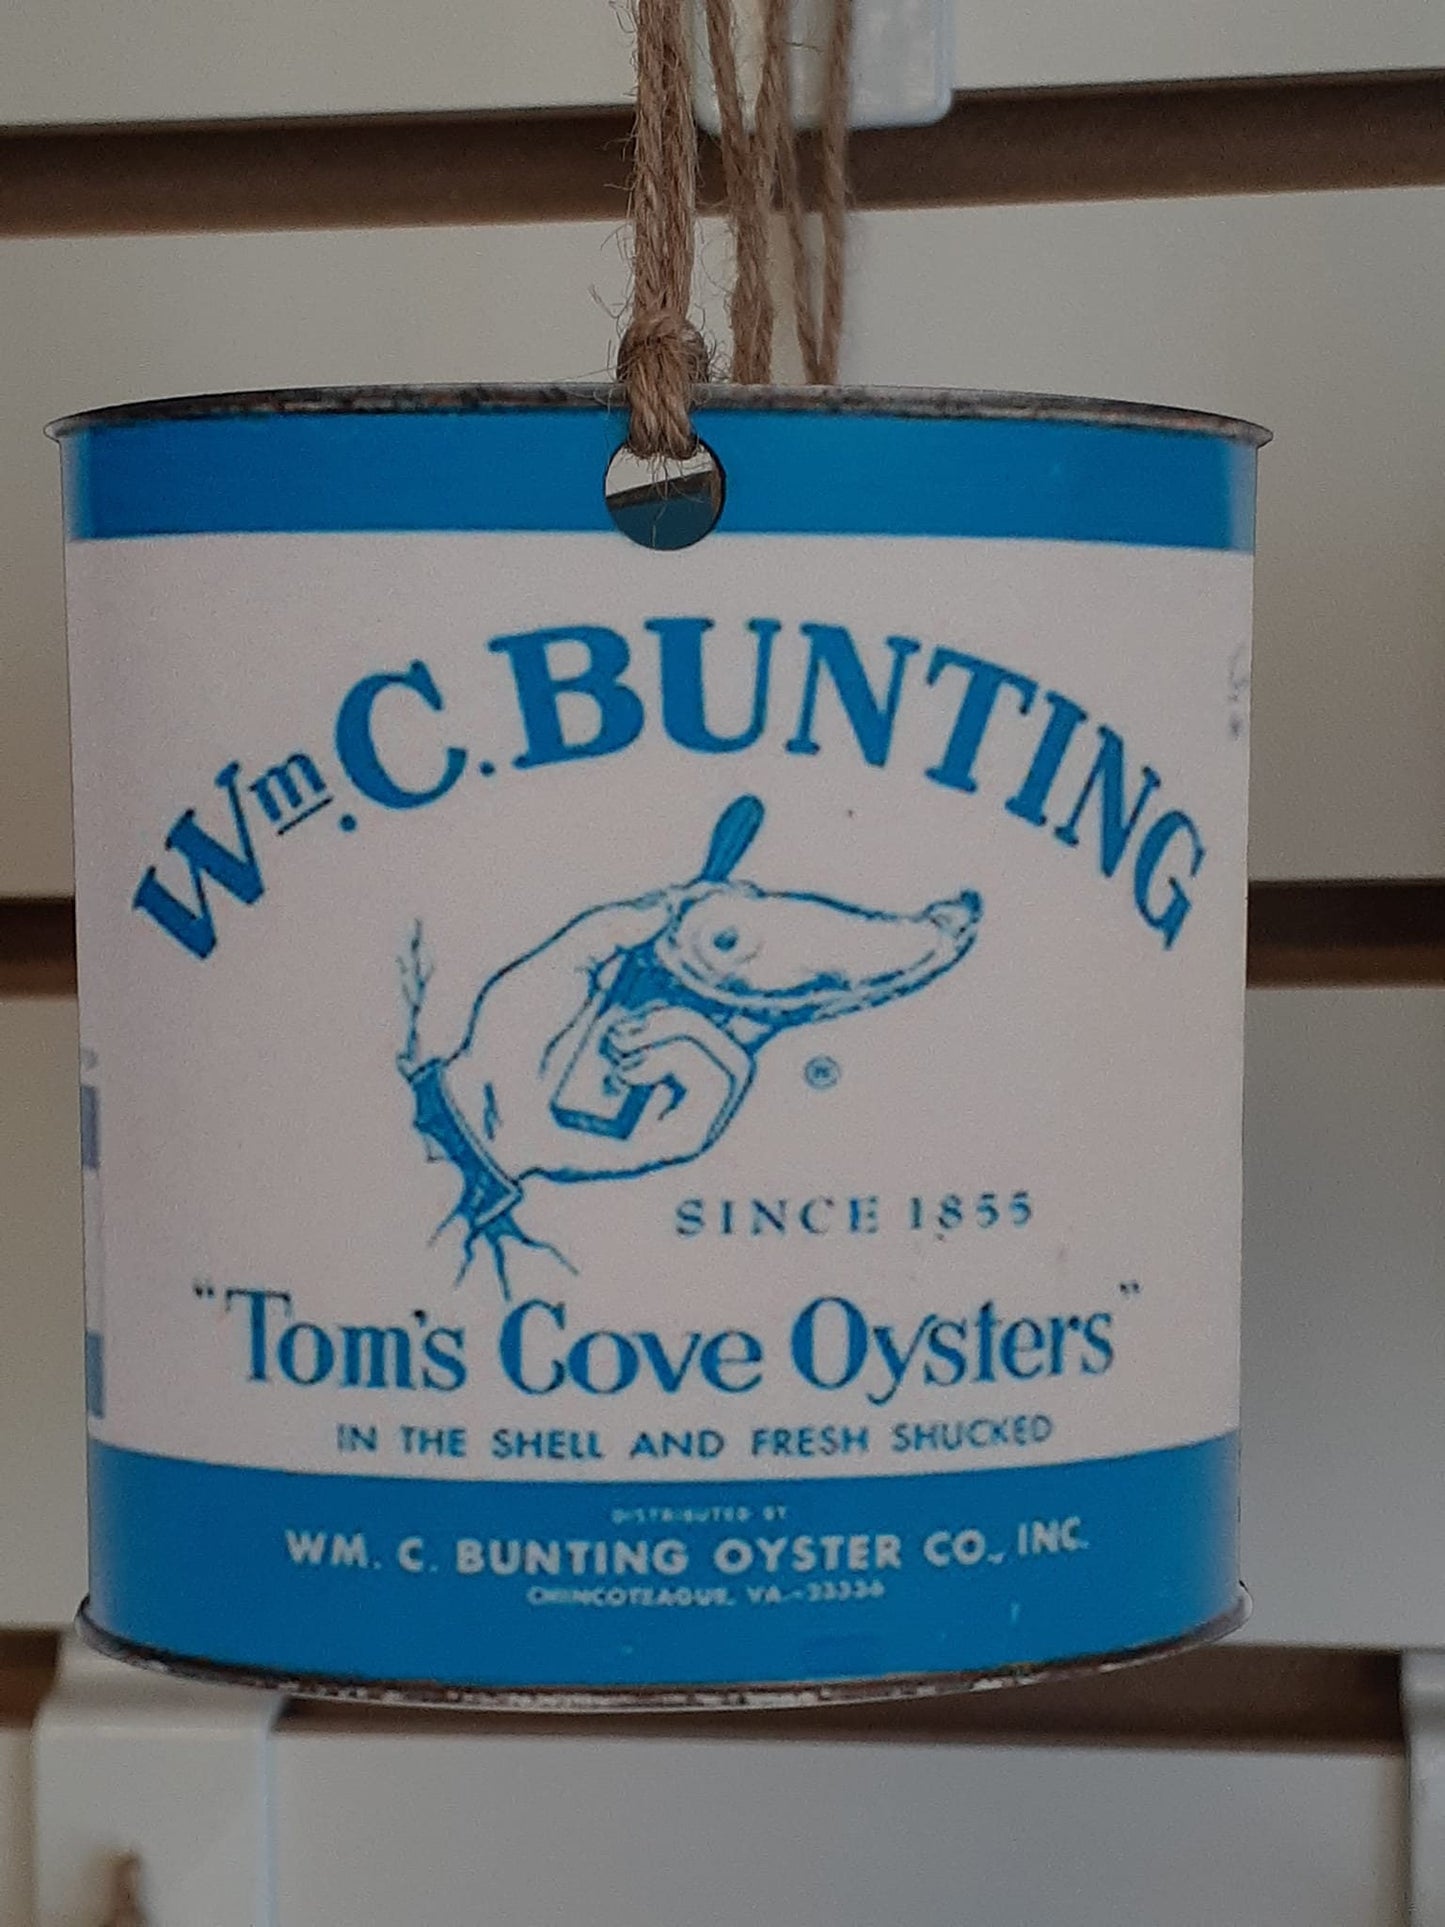 Wm. C. BUNTING
®
SINCE 1855
"Tom's Cove Oysters"
IN THE SHELL AND FRESH SHUCKED
DISTRIBUTED BY
WM. C. BUNTING OYSTER CO., INC.
CHINCOTEAGUE, VA.-23336